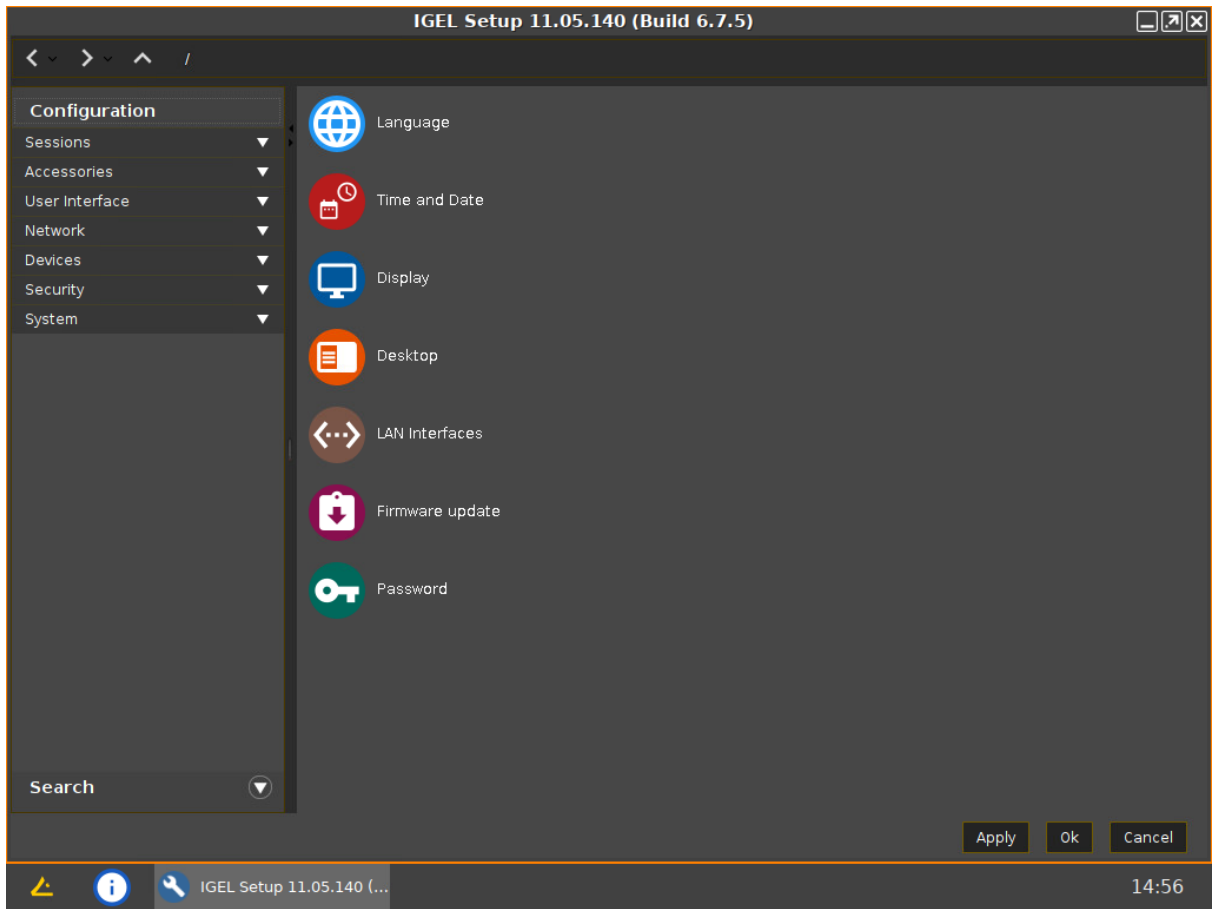 IGEL Setup 11.05.140 (Build 6.7.5)
/
Configuration
Sessions
Accessories
User Interface
Network
Devices
Security
System
Search
Language
Time and Date
Display
Desktop
LAN Interfaces
Firmware update
Password
Apply
Ok
Cancel
IGEL Setup 11.05.140 (...
14:56